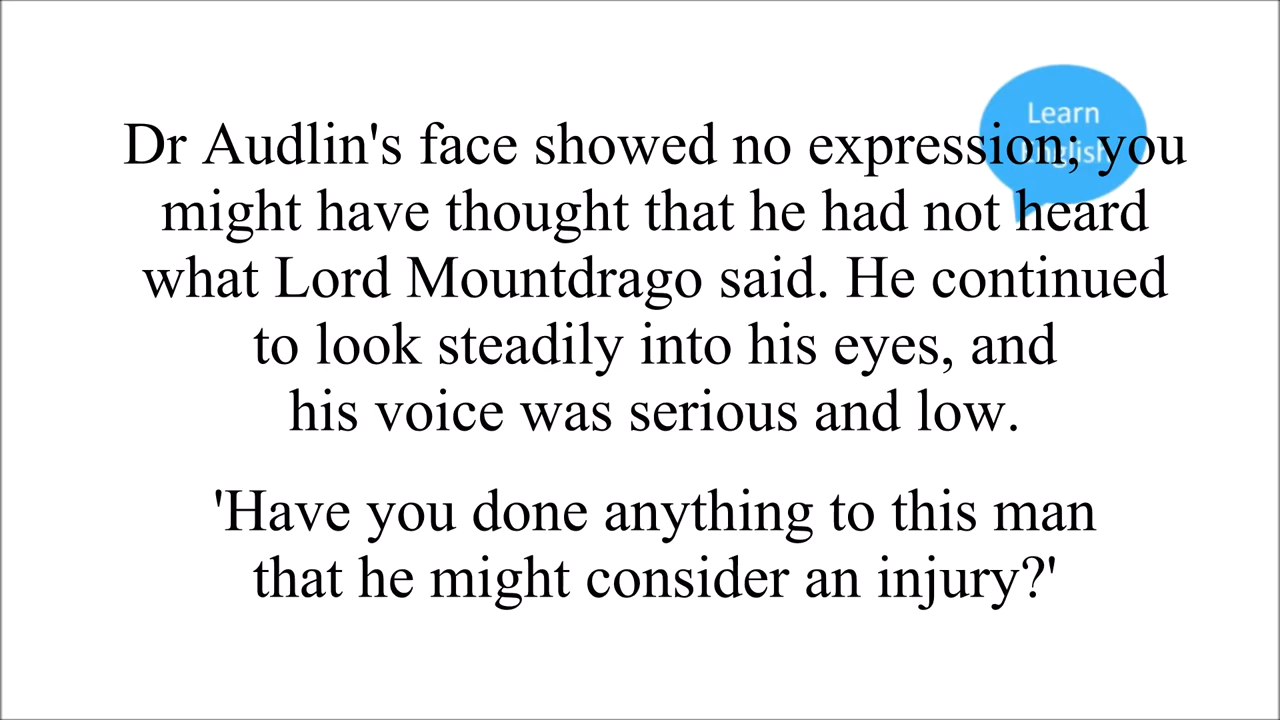 Learn
English
Dr Audlin's face showed no expression; you
might have thought that he had not heard
what Lord Mountdrago said. He continued
to look steadily into his eyes, and
his voice was serious and low.
'Have you done anything to this man
that he might consider an injury?'